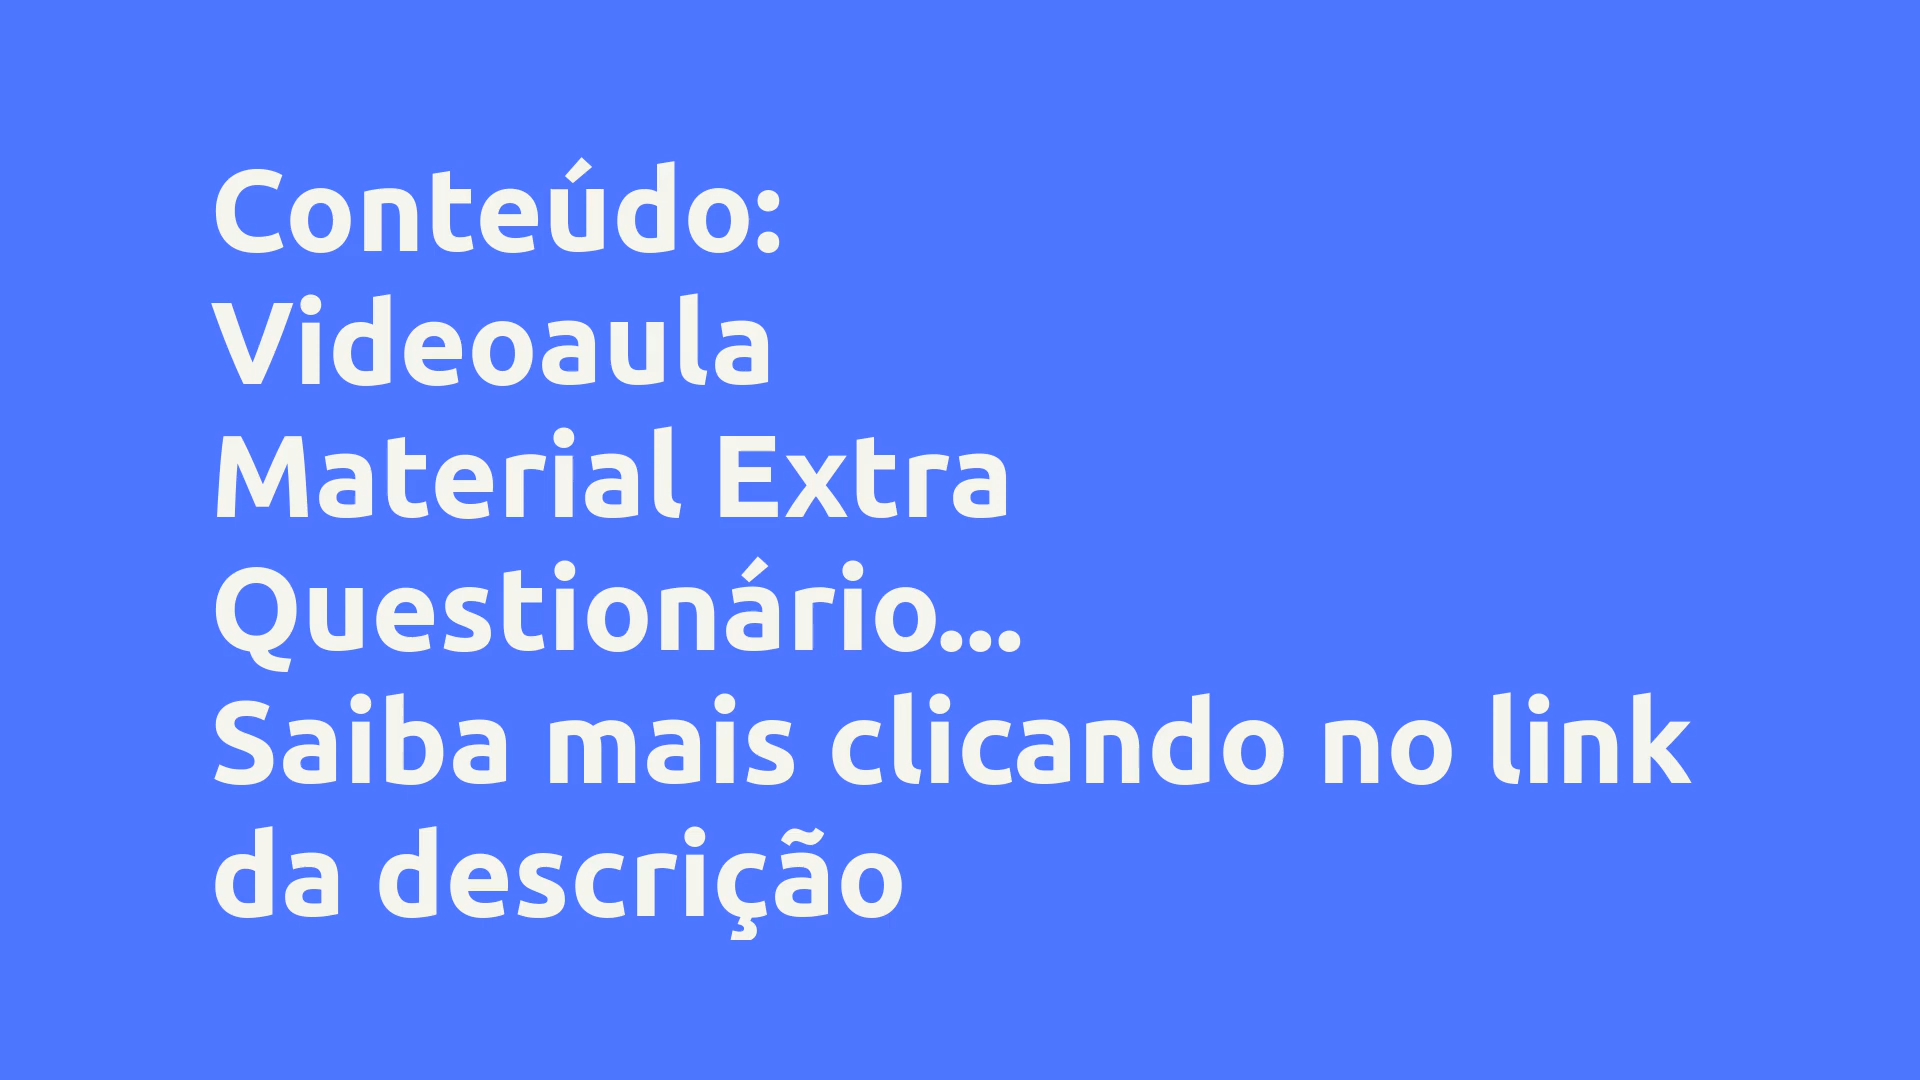 Conteúdo:
Videoaula
Material Extra
Questionário...
Saiba mais clicando no link
da descrição